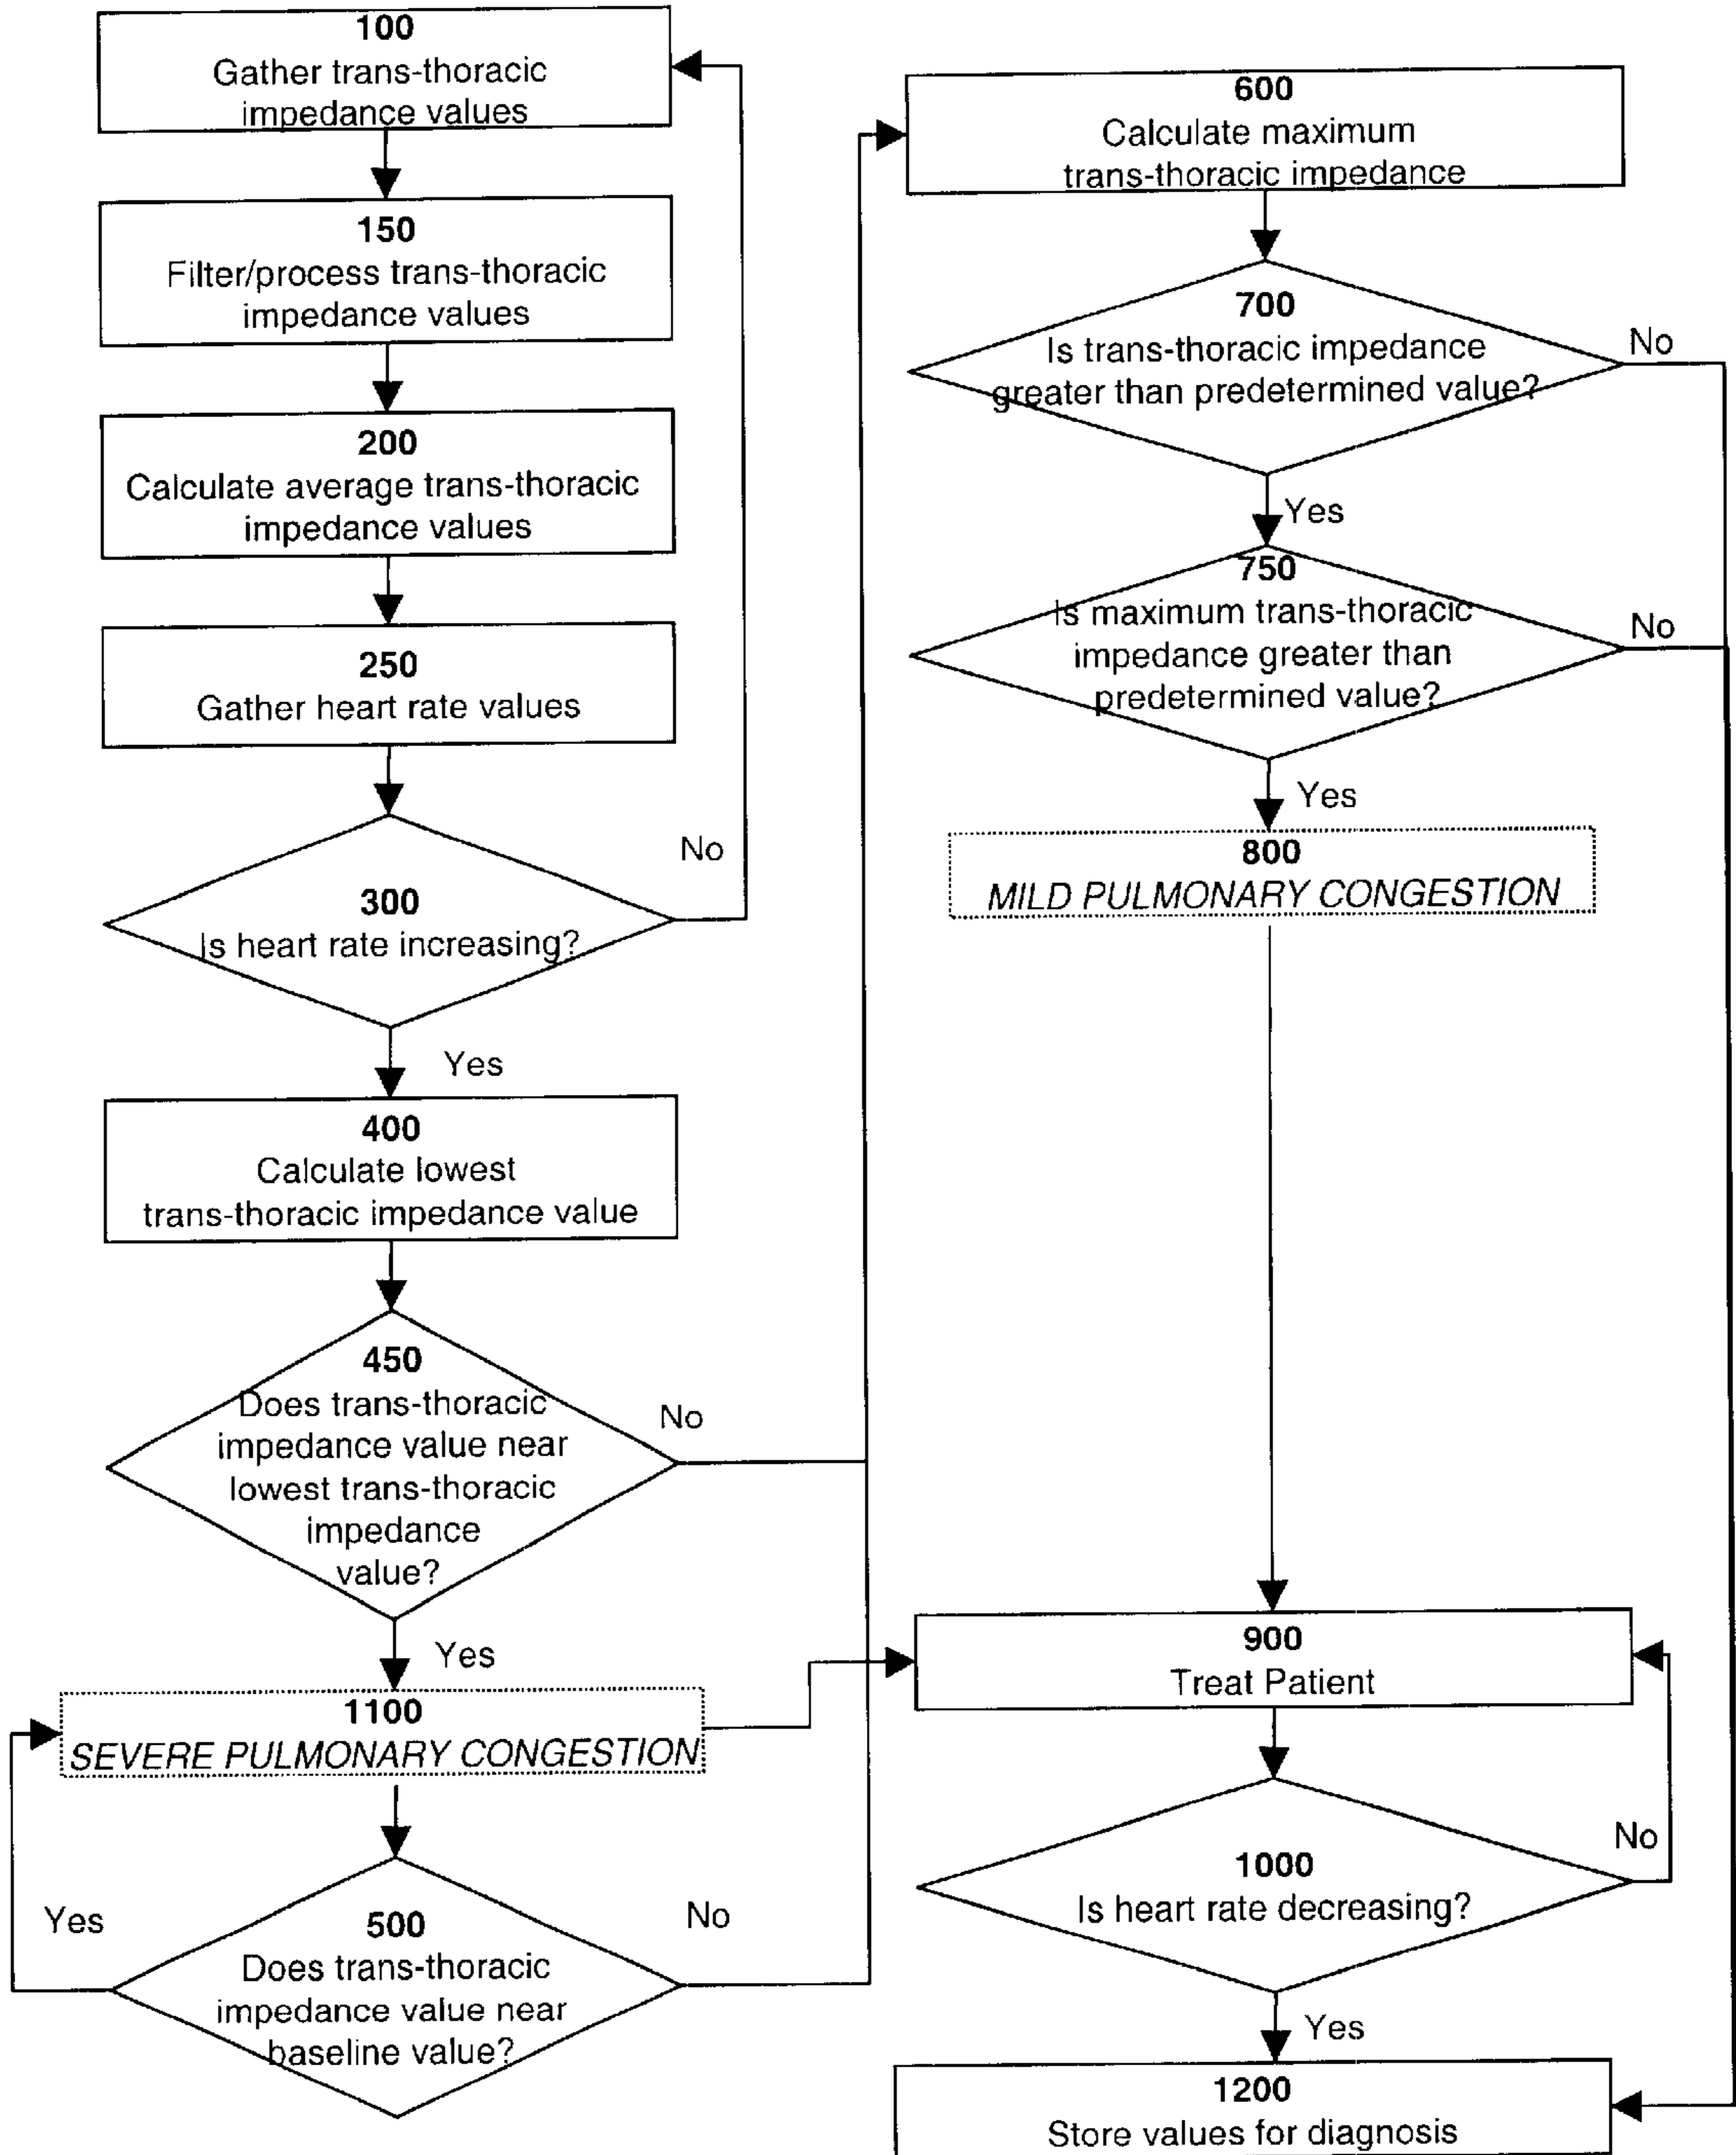 100
Gather trans-thoracic
impedance values
150
Filter/process trans-thoracic
impedance values
200
Calculate average trans-thoracic
impedance values
250
Gather heart rate values
300
Is heart rate increasing?
No
Yes
400
Calculate lowest
trans-thoracic impedance value
450
Does trans-thoracic
impedance value near
lowest trans-thoracic
impedance
value?
No
Yes
1100
SEVERE PULMONARY CONGESTION
Yes
500
Does trans-thoracic
impedance value near
baseline value?
No
600
Calculate maximum
trans-thoracic impedance
700
Is trans-thoracic impedance
greater than predetermined value?
No
Yes
750
Is maximum trans-thoracic
impedance greater than
predetermined value?
No
Yes
800
MILD PULMONARY CONGESTION
900
Treat Patient
1000
Is heart rate decreasing?
No
Yes
1200
Store values for diagnosis